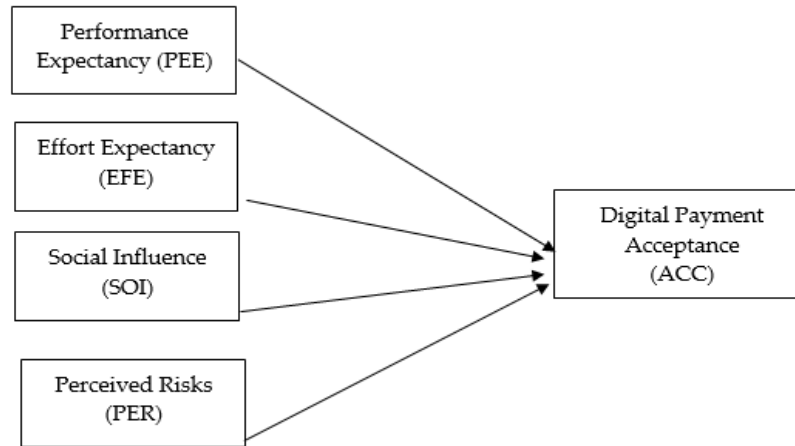 Performance
Expectancy (PEE)
Effort Expectancy
(EFE)
Social Influence
(SOI)
Perceived Risks
(PER)
Digital Payment
Acceptance
(ACC)